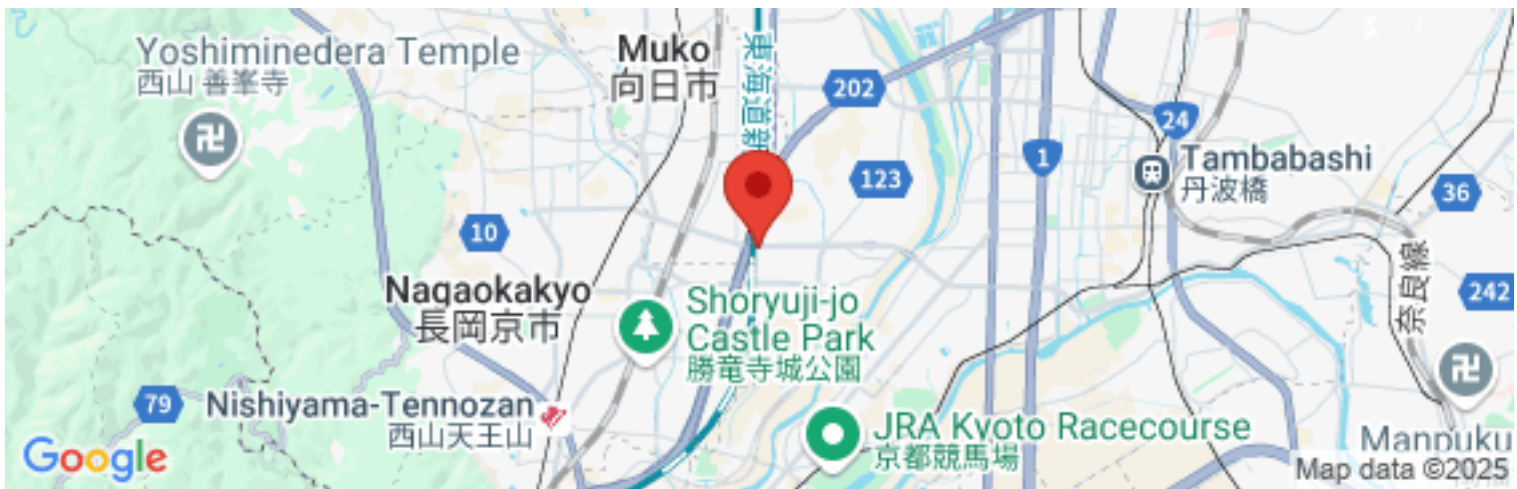 Yoshiminedera Temple
西山 善峯寺
Muko
向日市
東海道新
202
24
1
Tambabashi
丹波橋
123
36
10
Nagaokakyo
長岡京市
Shoryuji-jo
Castle Park
勝竜寺城公園
奈良線
242
79
Nishiyama-Tennozan
西山天王山
JRA Kyoto Racecourse
京都競馬場
Manpuku
Google
Map data ©2025